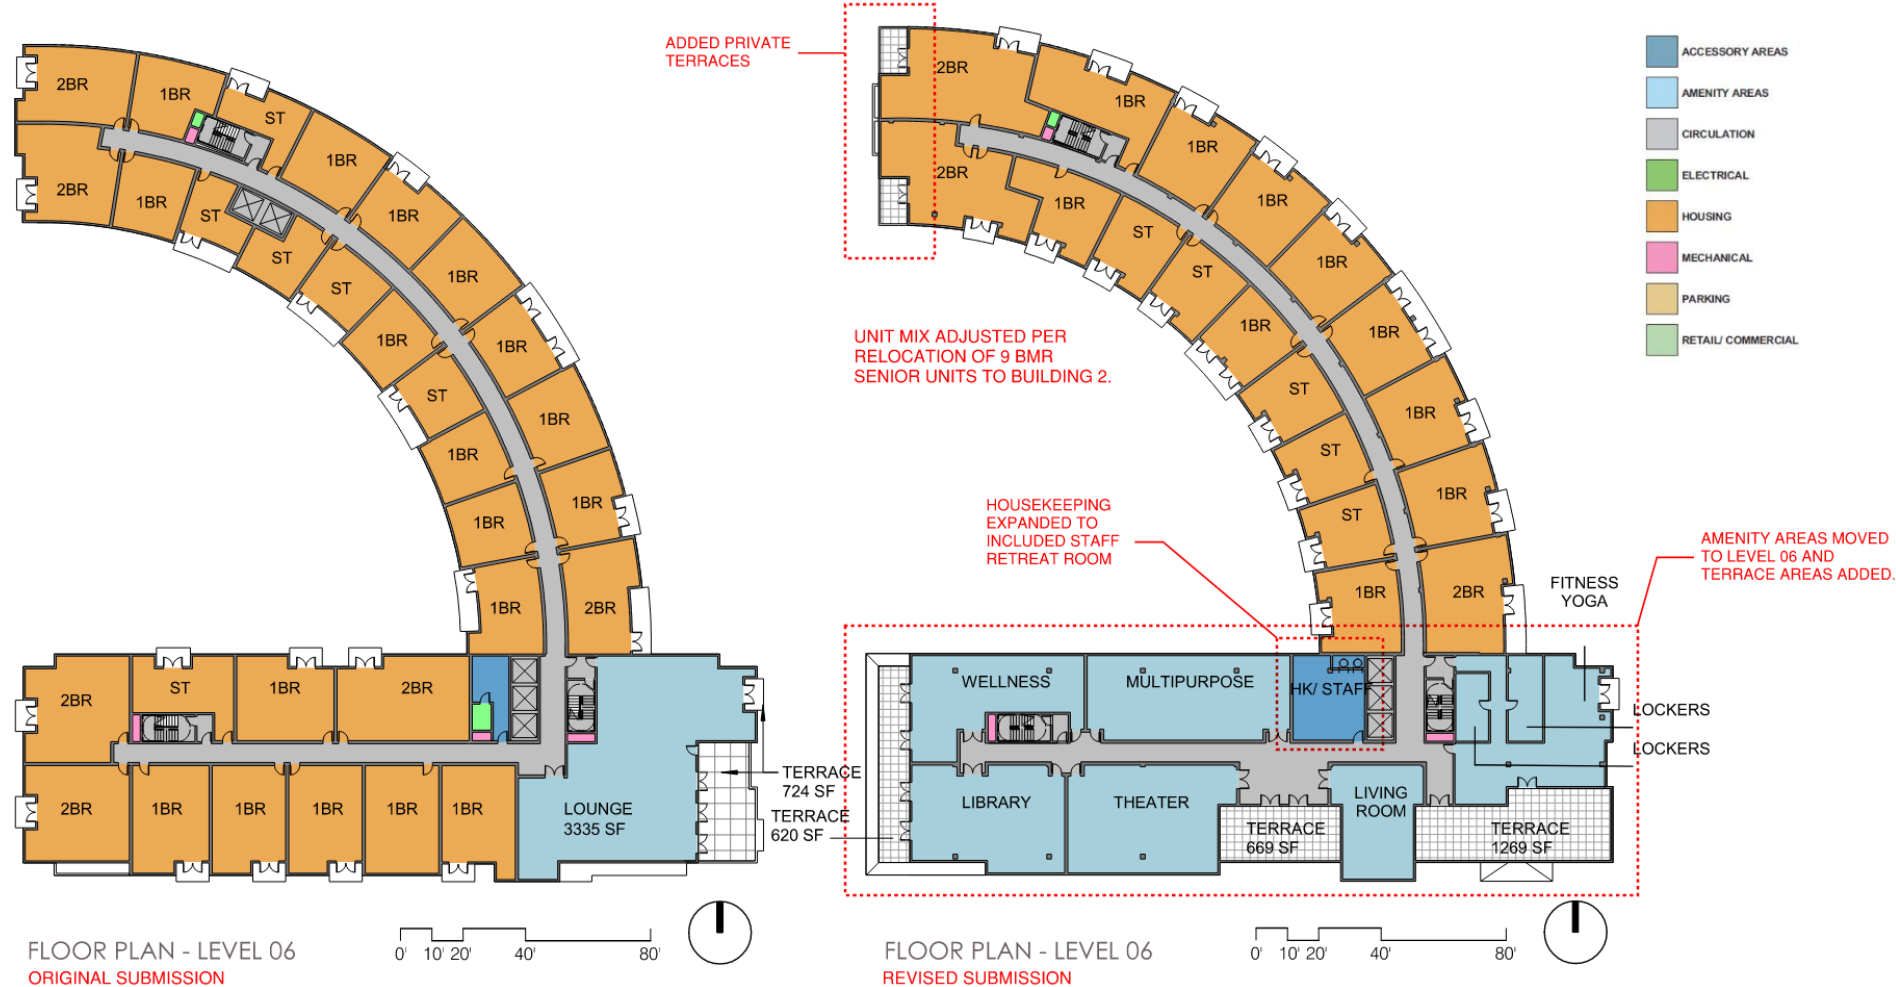 ADDED PRIVATE
TERRACES
2BR
1BR
ST
1BR
2BR
1BR
ST
1BR
ST
1BR
ST
1BR
1BR
1BR
ST
1BR
1BR
1BR
1BR
1BR
2BR
2BR
ST
1BR
2BR
2BR
1BR
1BR
1BR
1BR
1BR
LOUNGE
3335 SF
TERRACE
724 SF
TERRACE
620 SF
FLOOR PLAN - LEVEL 06
ORIGINAL SUBMISSION
0'
10'
20'
40'
80'
2BR
1BR
1BR
2BR
1BR
1BR
ST
1BR
ST
1BR
1BR
ST
1BR
ST
1BR
ST
1BR
2BR
UNIT MIX ADJUSTED PER
RELOCATION OF 9 BMR
SENIOR UNITS TO BUILDING 2.
HOUSEKEEPING
EXPANDED TO
INCLUDED STAFF
RETREAT ROOM
AMENITY AREAS MOVED
TO LEVEL 06 AND
TERRACE AREAS ADDED.
FITNESS
YOGA
WELLNESS
MULTIPURPOSE
HK/ STAFF
LOCKERS
LOCKERS
LIBRARY
THEATER
LIVING
ROOM
TERRACE
669 SF
TERRACE
1269 SF
FLOOR PLAN - LEVEL 06
REVISED SUBMISSION
0'
10'
20'
40'
80'
ACCESSORY AREAS
AMENITY AREAS
CIRCULATION
ELECTRICAL
HOUSING
MECHANICAL
PARKING
RETAIL/ COMMERCIAL